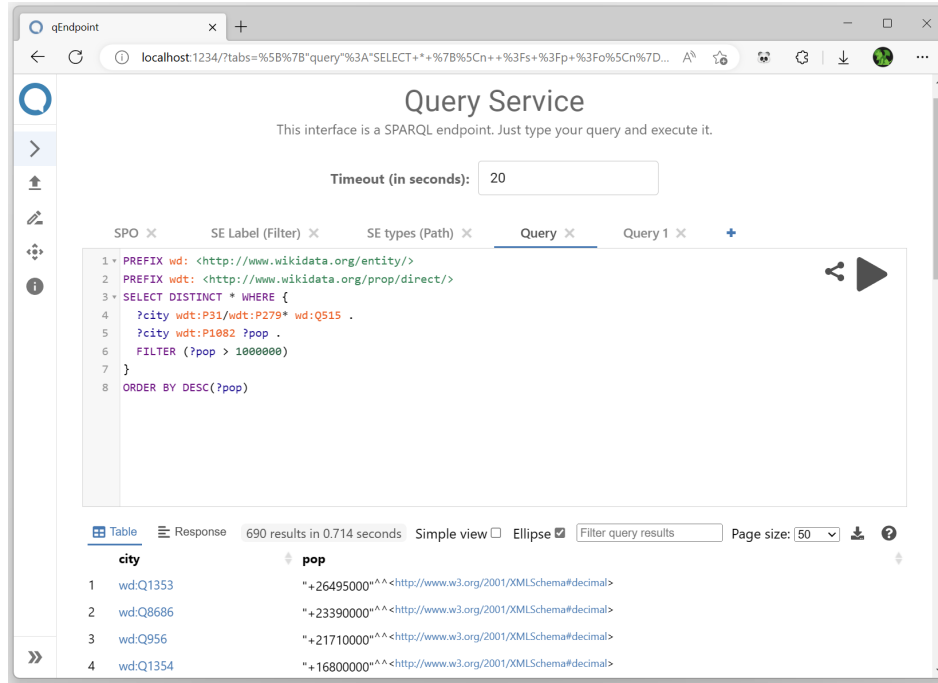 qEndpoint
localhost:1234/?tabs=%5B%7B"query"%3A"SELECT+*+%7B%5Cn++%3Fs+%3Fp+%3Fo%5Cn%7D...
Query Service
This interface is a SPARQL endpoint. Just type your query and execute it.
Timeout (in seconds): 20
SPO SE Label (Filter) SE types (Path) Query Query 1
1 PREFIX wd: <http://www.wikidata.org/entity/>
2 PREFIX wdt: <http://www.wikidata.org/prop/direct/>
3 SELECT DISTINCT * WHERE {
4 ?city wdt:P31/wdt:P279* wd:Q515 .
5 ?city wdt:P1082 ?pop .
6 FILTER (?pop > 1000000)
7 }
8 ORDER BY DESC(?pop)
Table Response 690 results in 0.714 seconds Simple view Ellipse Filter query results Page size: 50
city pop
1 wd:Q1353 "+26495000"^^<http://www.w3.org/2001/XMLSchema#decimal>
2 wd:Q8686 "+23390000"^^<http://www.w3.org/2001/XMLSchema#decimal>
3 wd:Q956 "+21710000"^^<http://www.w3.org/2001/XMLSchema#decimal>
4 wd:Q1354 "+16800000"^^<http://www.w3.org/2001/XMLSchema#decimal>